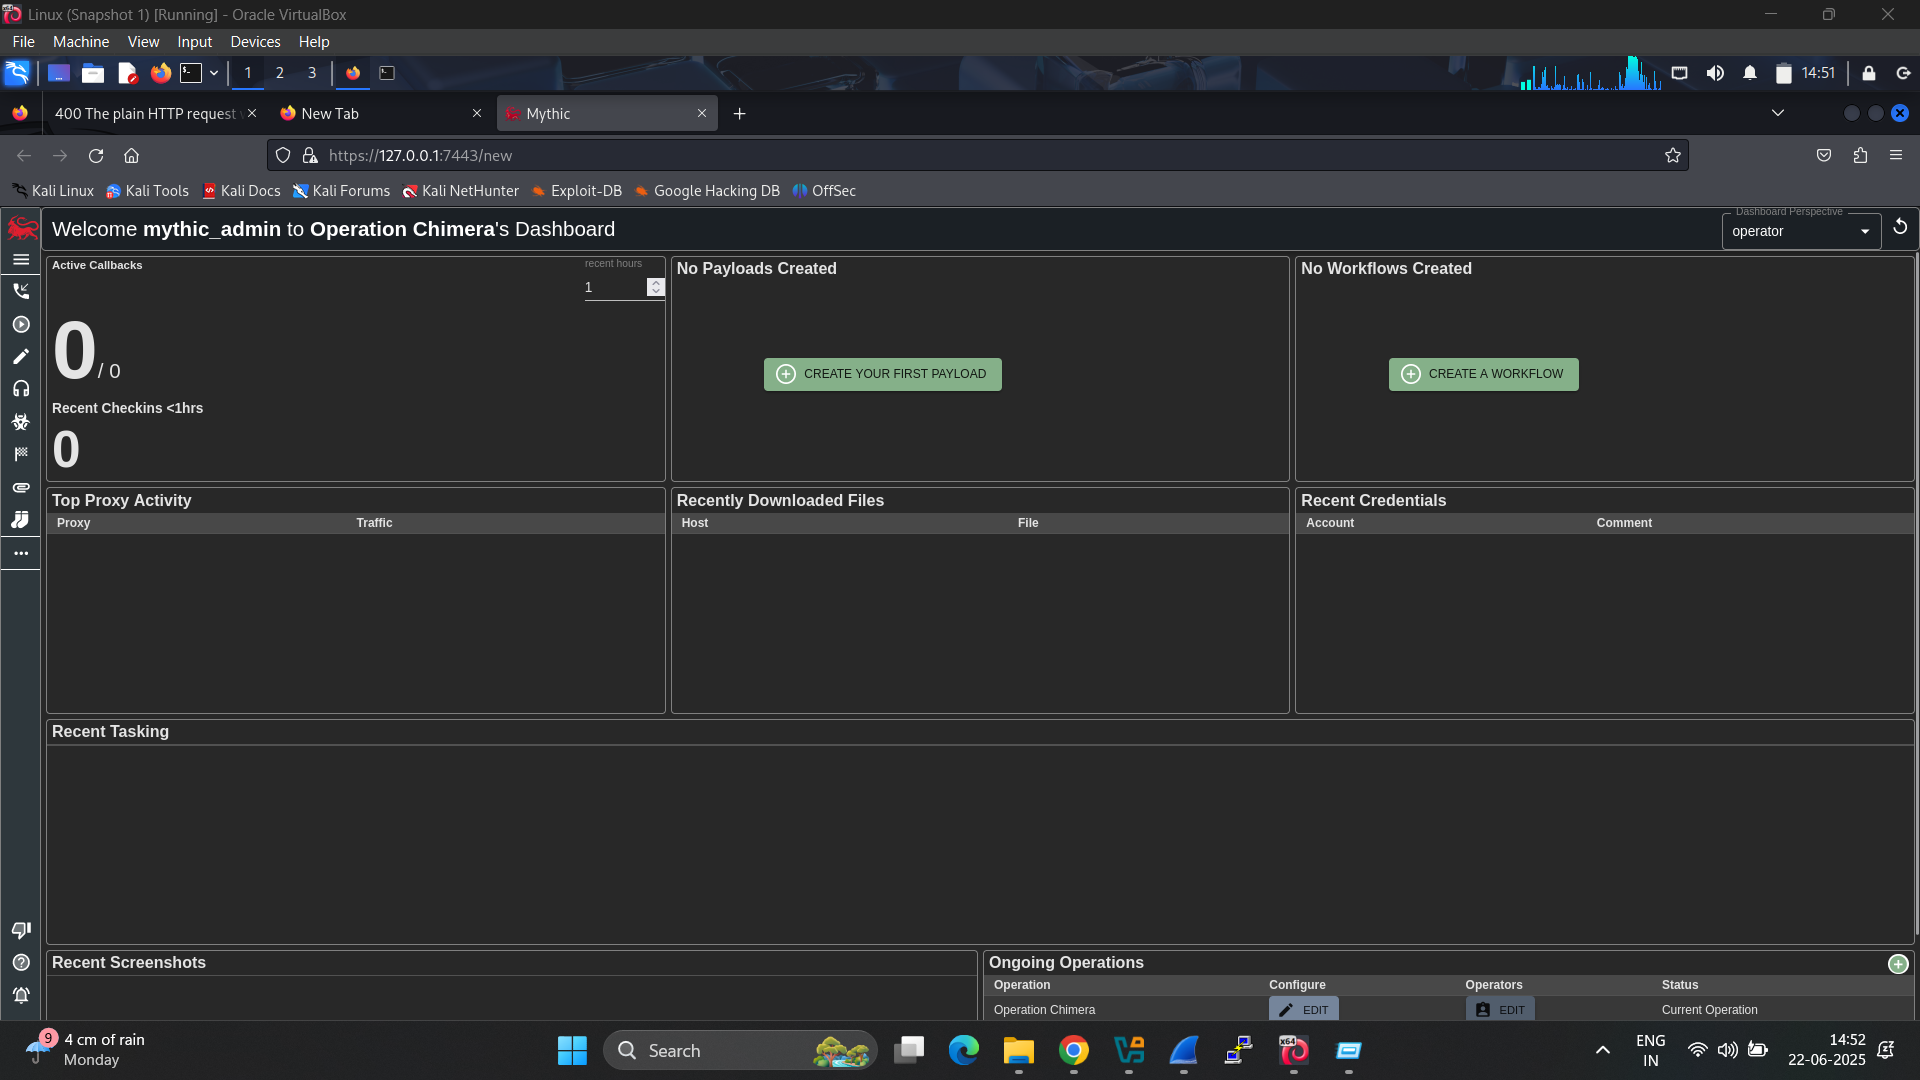 Linux (Snapshot 1) [Running] - Oracle VirtualBox
File Machine View Input Devices Help
1 2 3 14:51
400 The plain HTTP request New Tab Mythic
https://127.0.0.1:7443/new
Kali Linux Kali Tools Kali Docs Kali Forums Kali NetHunter Exploit-DB Google Hacking DB OffSec
Welcome mythic_admin to Operation Chimera's Dashboard
Dashboard Perspective
operator
Active Callbacks
recent hours
1
0 / 0
Recent Checkins <1hrs
0
No Payloads Created
CREATE YOUR FIRST PAYLOAD
No Workflows Created
CREATE A WORKFLOW
Top Proxy Activity
Proxy Traffic
Recently Downloaded Files
Host File
Recent Credentials
Account Comment
Recent Tasking
Recent Screenshots
Ongoing Operations
Operation Configure Operators Status
Operation Chimera EDIT EDIT Current Operation
9
4 cm of rain
Monday
Search
x64
ENG
IN
14:52
22-06-2025